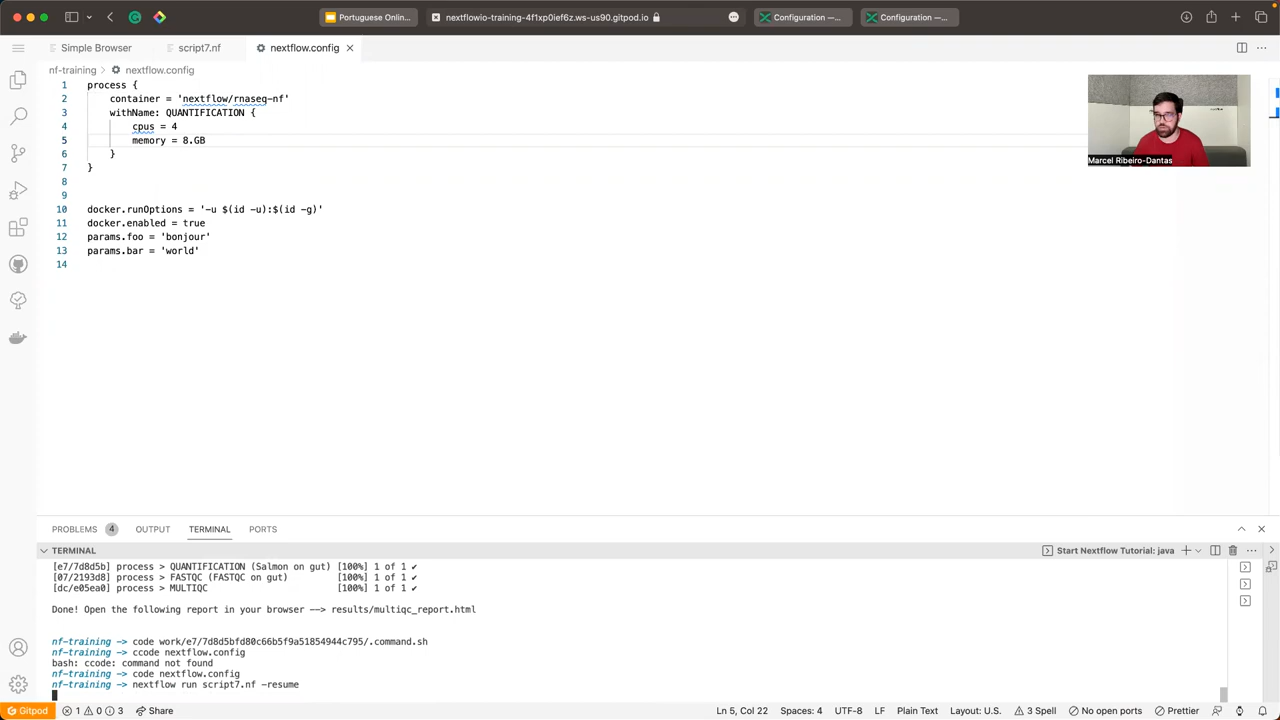 Portuguese Onlin...
nextflowio-training-4f1xp0ief6z.ws-us90.gitpod.io
Configuration —...
Configuration —...
Simple Browser
script7.nf
nextflow.config
nf-training > nextflow.config
1 process {
2 container = 'nextflow/rnaseq-nf'
3 withName: QUANTIFICATION {
4 cpus = 4
5 memory = 8.GB
6 }
7 }
8
9
10 docker.runOptions = '-u $(id -u):$(id -g)'
11 docker.enabled = true
12 params.foo = 'bonjour'
13 params.bar = 'world'
14
Marcel Ribeiro-Dantas
PROBLEMS 4 OUTPUT TERMINAL PORTS
TERMINAL
Start Nextflow Tutorial: java
[e7/7d8d5b] process > QUANTIFICATION (Salmon on gut) [100%] 1 of 1 ✔
[07/2193d8] process > FASTQC (FASTQC on gut) [100%] 1 of 1 ✔
[dc/e05ea0] process > MULTIQC [100%] 1 of 1 ✔
Done! Open the following report in your browser --> results/multiqc_report.html
nf-training -> code work/e7/7d8d5bfd80c66b5f9a51854944c795/.command.sh
nf-training -> ccode nextflow.config
bash: ccode: command not found
nf-training -> code nextflow.config
nf-training -> nextflow run script7.nf -resume
Gitpod 1 0 3 Share
Ln 5, Col 22 Spaces: 4 UTF-8 LF Plain Text Layout: U.S. 3 Spell No open ports Prettier